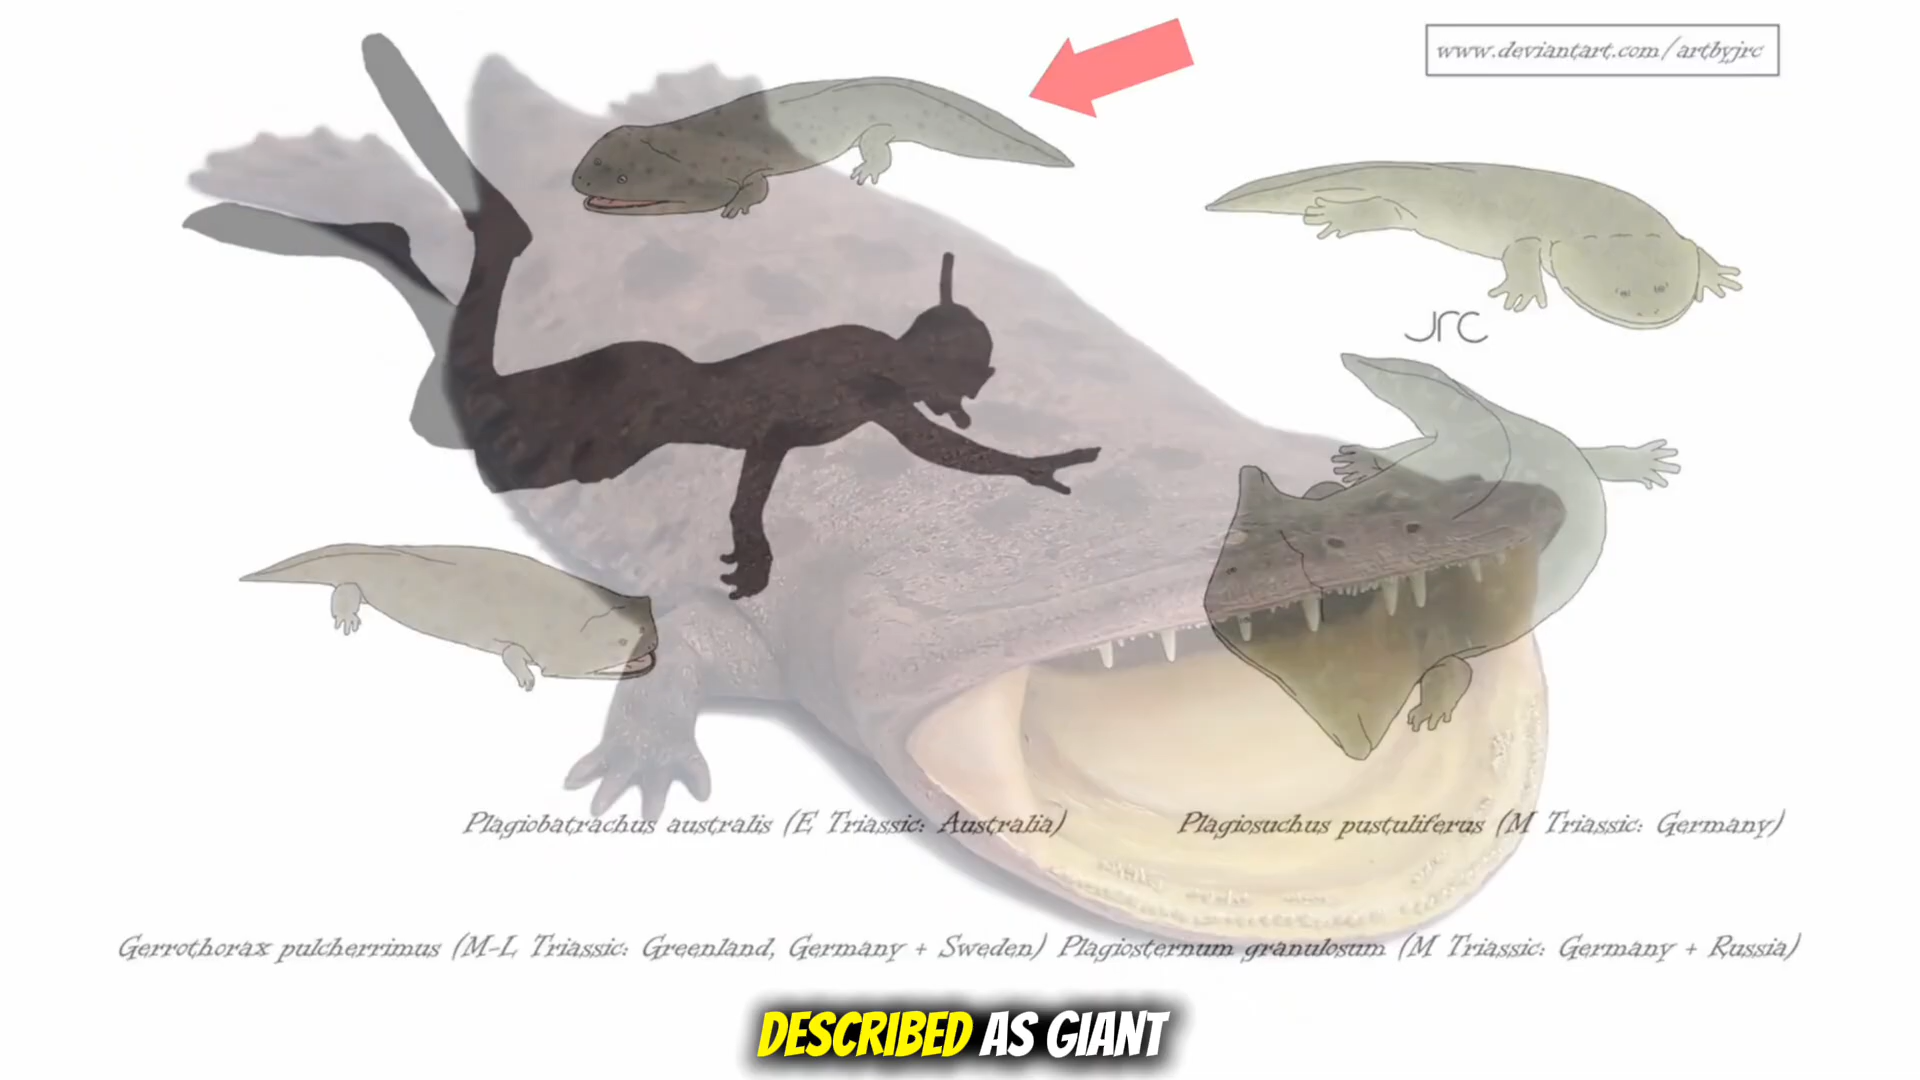 www.deviantart.com/artbyjrc
jrc
Plagiobatrachus australis (E Triassic: Australia)
Plagiosuchus pustuliferus (M Triassic: Germany)
Gerrothorax pulcherrimus (M-L Triassic: Greenland, Germany + Sweden)
Plagiosternum granulosum (M Triassic: Germany + Russia)
DESCRIBED AS GIANT